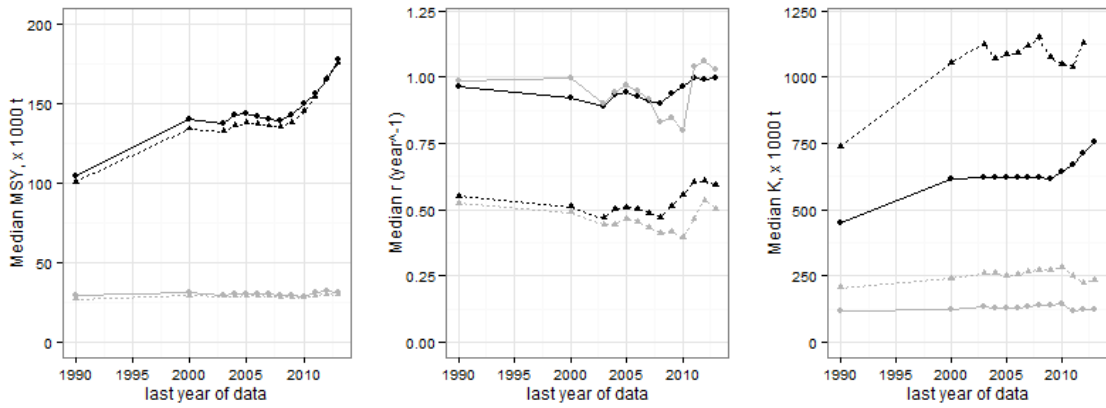 Median MSY, x 1000 t
200
150
100
50
0
1990 1995 2000 2005 2010
last year of data
Median r (year^-1)
1.25
1.00
0.75
0.50
0.25
0.00
1990 1995 2000 2005 2010
last year of data
Median K, x 1000 t
1250
1000
750
500
250
0
1990 1995 2000 2005 2010
last year of data